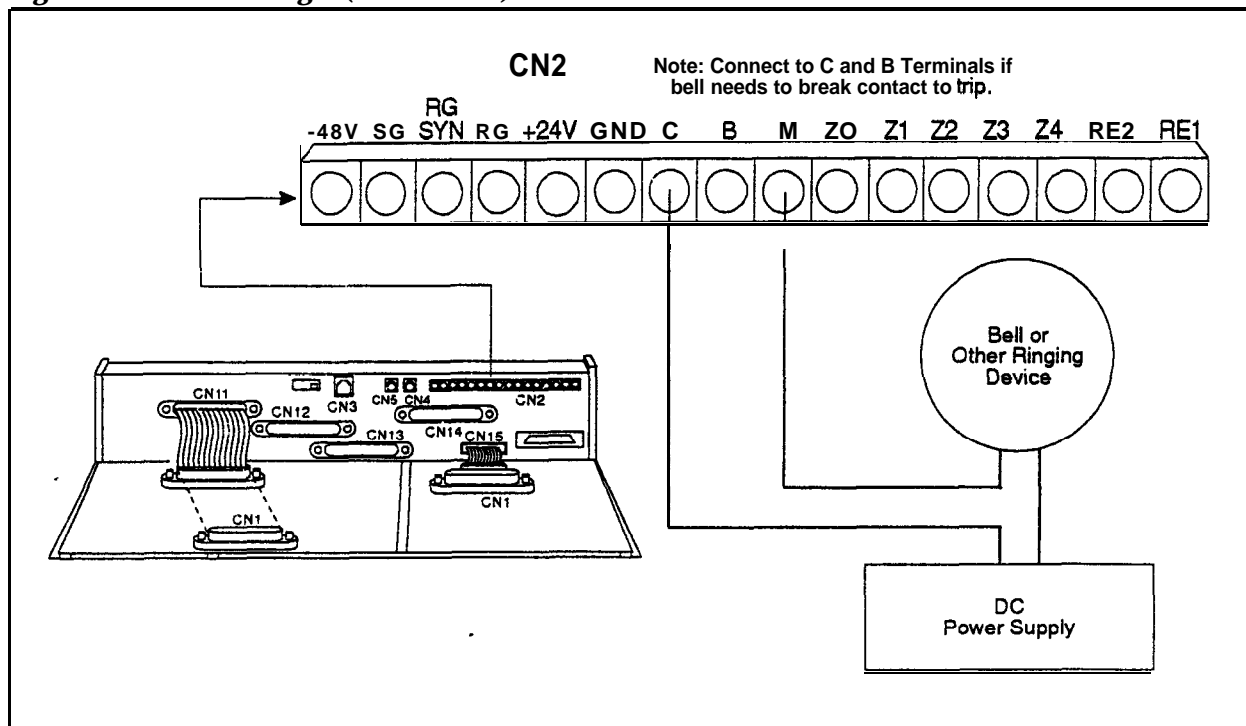 CN2
Note: Connect to C and B Terminals if
bell needs to break contact to trip.
-48V SG RG SYN RG +24V GND C B M ZO Z1 Z2 Z3 Z4 RE2 RE1
Bell or
Other Ringing
Device
CN11
CN3
CN5 CN4
CN2
CN12
CN14
CN13
CN15
CN1
CN1
DC
Power Supply